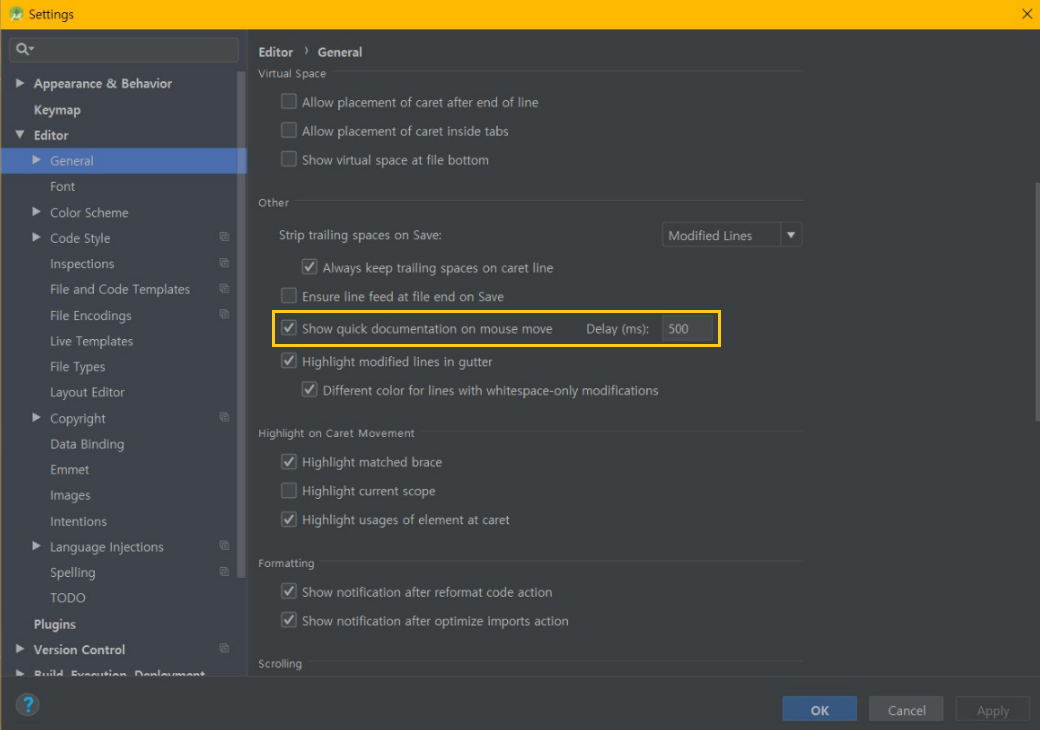 Settings
Editor › General
Appearance & Behavior
Keymap
Editor
General
Font
Color Scheme
Code Style
Inspections
File and Code Templates
File Encodings
Live Templates
File Types
Layout Editor
Copyright
Data Binding
Emmet
Images
Intentions
Language Injections
Spelling
TODO
Plugins
Version Control
Build, Execution, Deployment
Virtual Space
Allow placement of caret after end of line
Allow placement of caret inside tabs
Show virtual space at file bottom
Other
Strip trailing spaces on Save: Modified Lines
Always keep trailing spaces on caret line
Ensure line feed at file end on Save
Show quick documentation on mouse move Delay (ms): 500
Highlight modified lines in gutter
Different color for lines with whitespace-only modifications
Highlight on Caret Movement
Highlight matched brace
Highlight current scope
Highlight usages of element at caret
Formatting
Show notification after reformat code action
Show notification after optimize imports action
Scrolling
? OK Cancel Apply